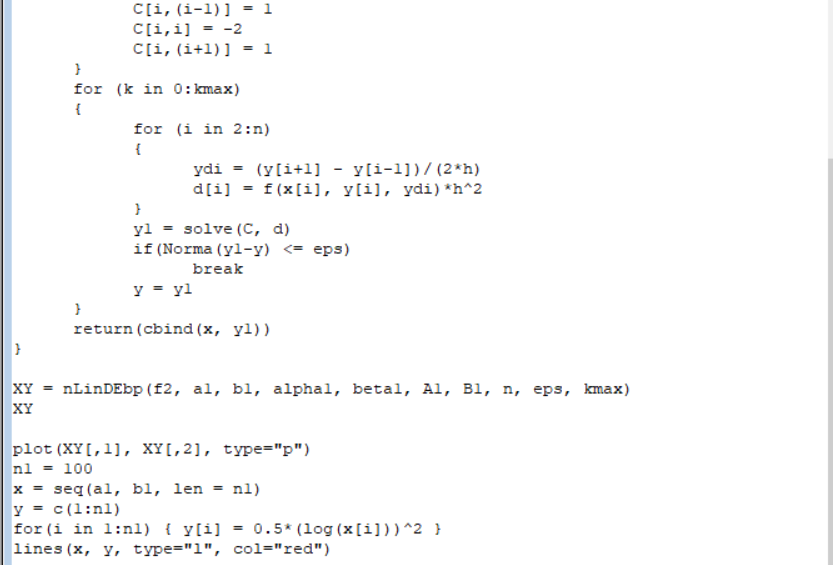 C[i,(i-1)] = 1
C[i,i] = -2
C[i,(i+1)] = 1
}
for (k in 0:kmax)
{
for (i in 2:n)
{
ydi = (y[i+1] - y[i-1])/(2*h)
d[i] = f(x[i], y[i], ydi)*h^2
}
y1 = solve(C, d)
if(Norma(y1-y) <= eps)
break
y = y1
}
return(cbind(x, y1))
}
XY = nLinDEbp(f2, a1, b1, alpha1, beta1, A1, B1, n, eps, kmax)
XY
plot(XY[,1], XY[,2], type="p")
n1 = 100
x = seq(a1, b1, len = n1)
y = c(1:n1)
for(i in 1:n1) { y[i] = 0.5*(log(x[i]))^2 }
lines(x, y, type="l", col="red")